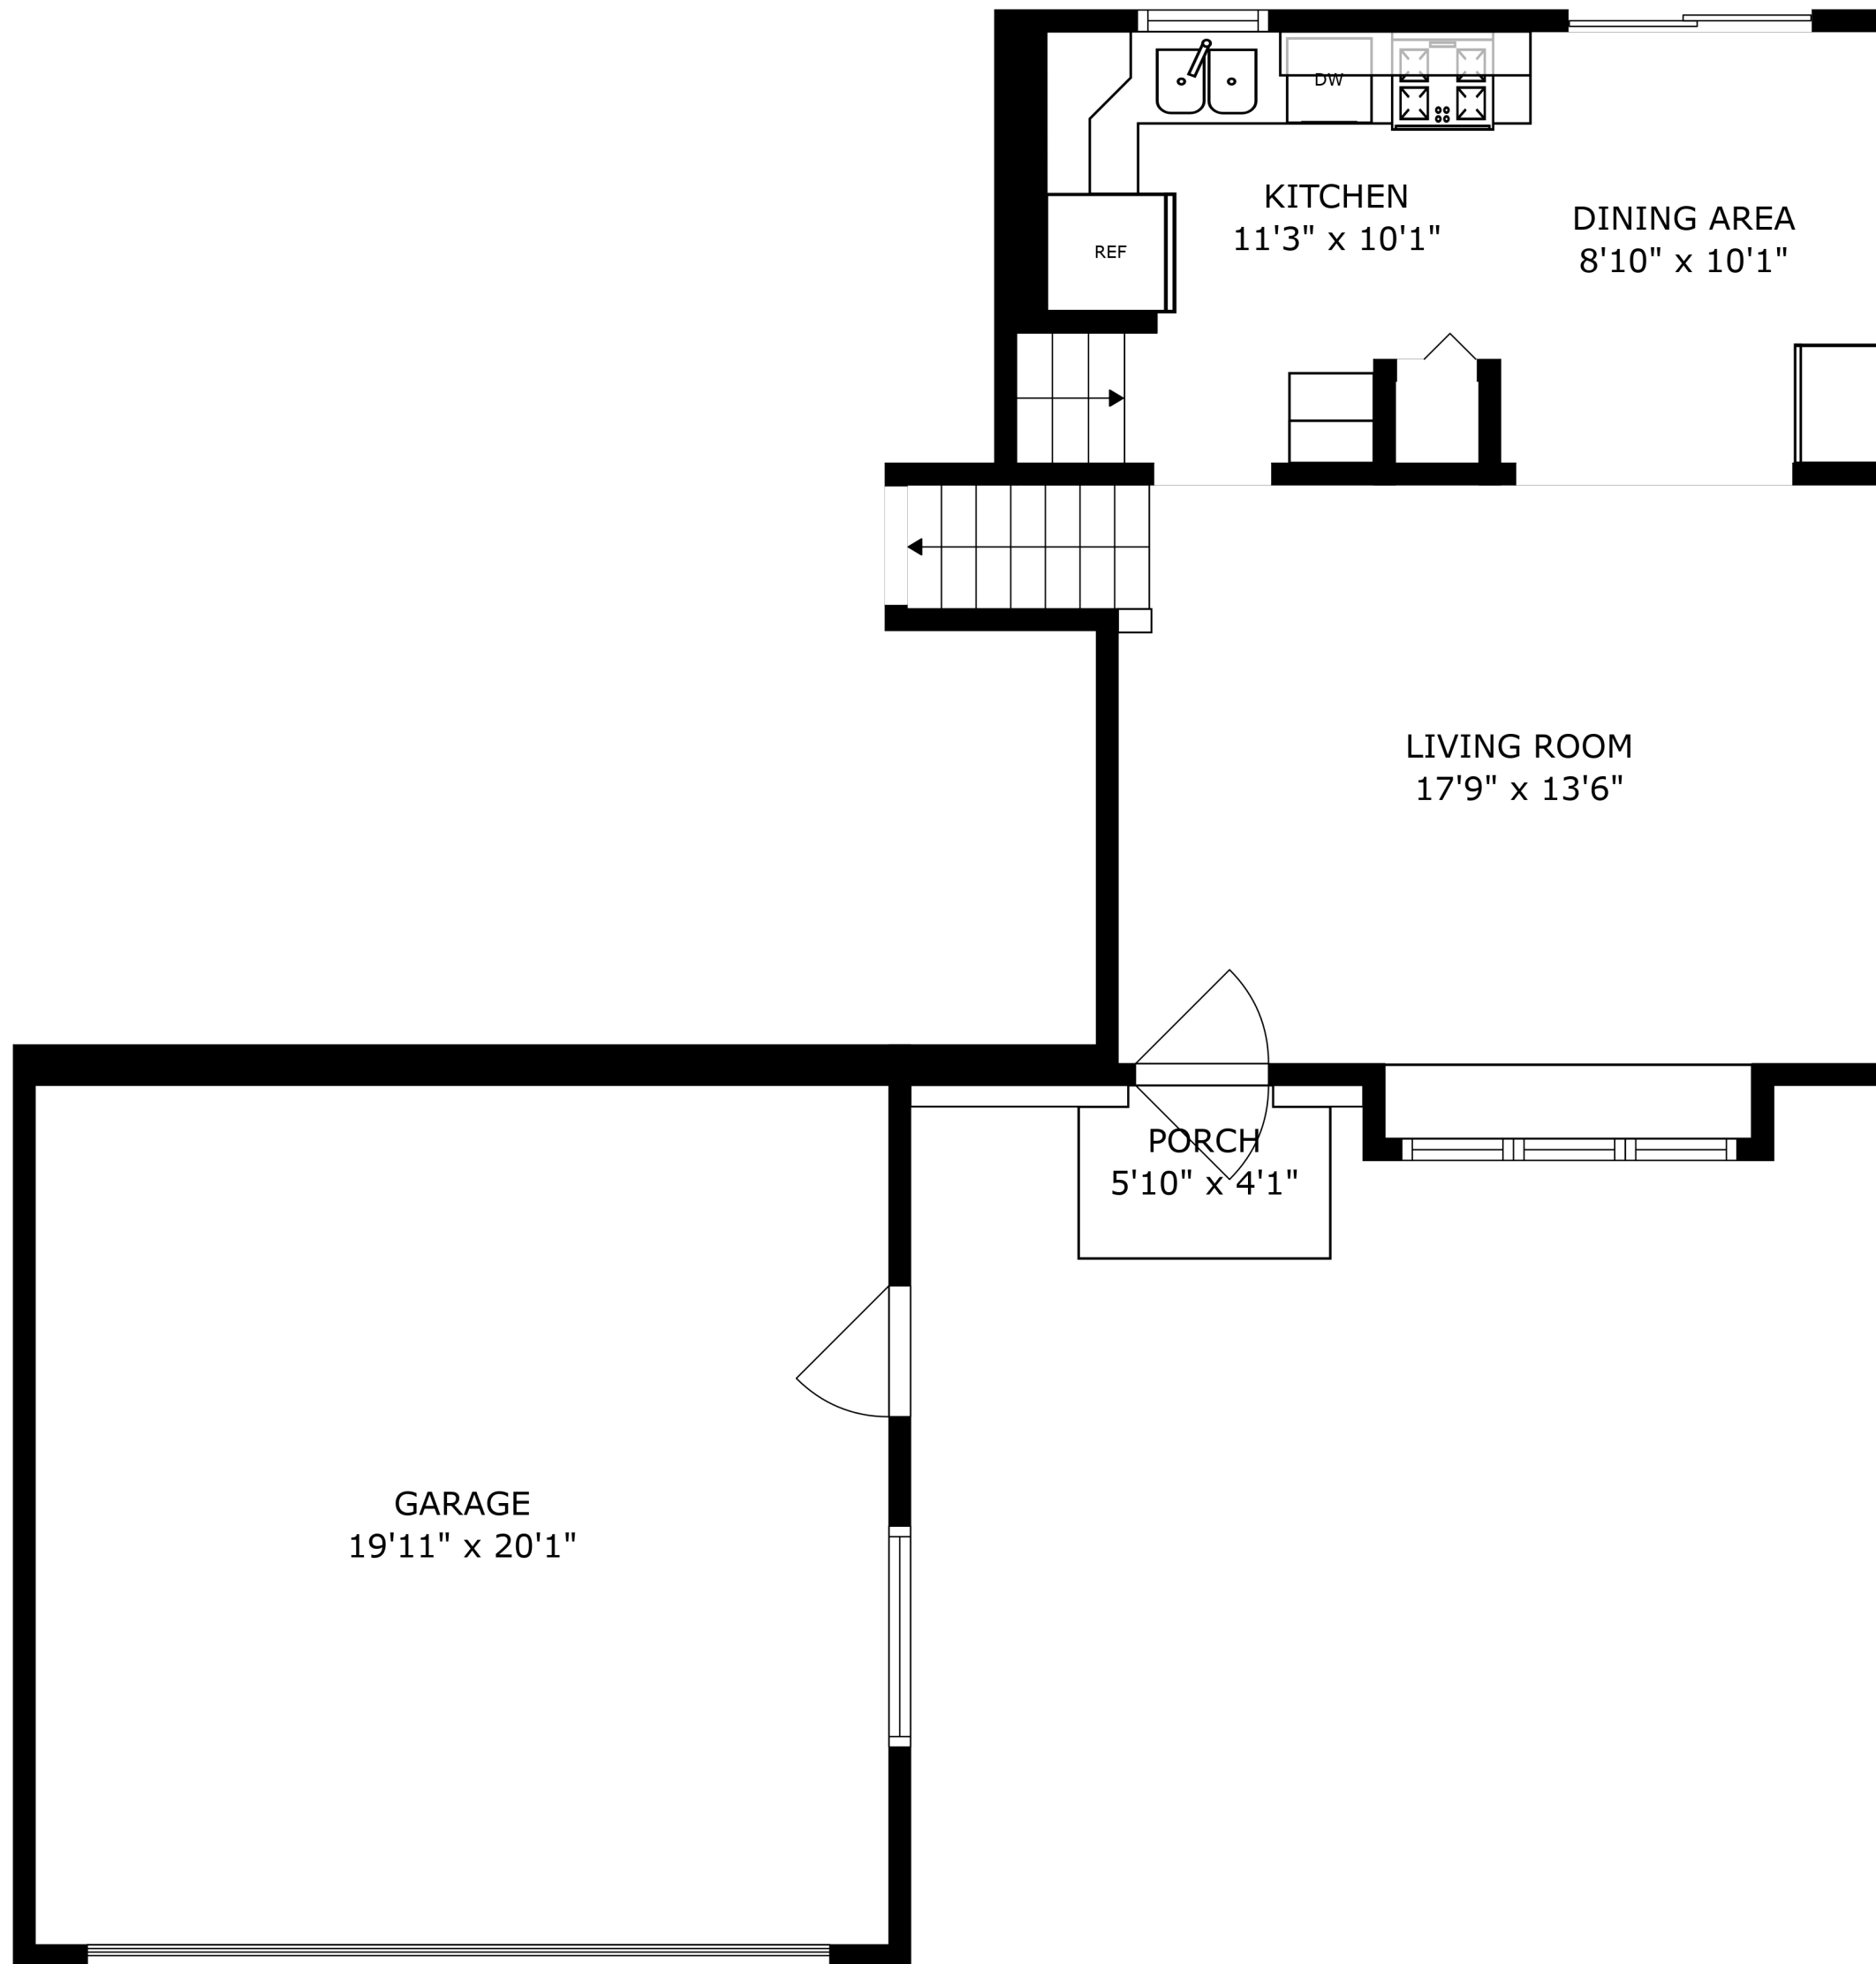 DW
KITCHEN
11'3" x 10'1"
DINING AREA
8'10" x 10'1"
REF
LIVING ROOM
17'9" x 13'6"
PORCH
5'10" x 4'1"
GARAGE
19'11" x 20'1"